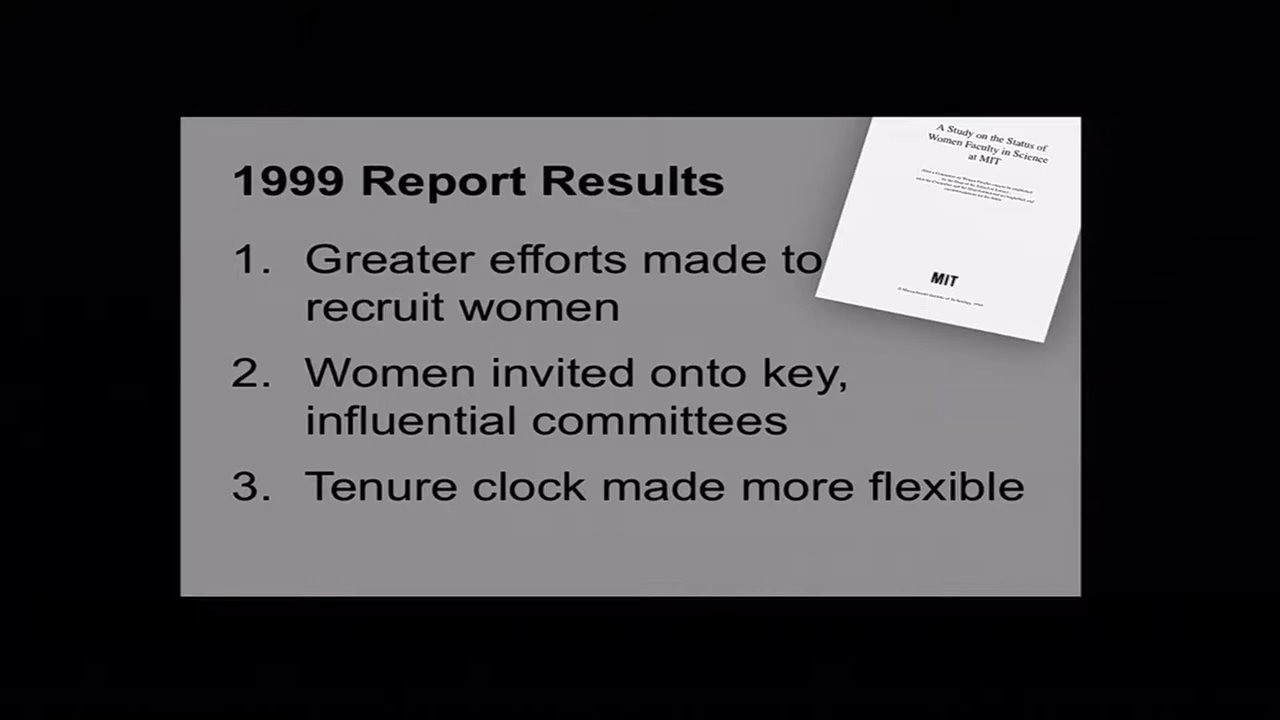 1999 Report Results
1. Greater efforts made to
recruit women
2. Women invited onto key,
influential committees
3. Tenure clock made more flexible
A Study on the Status of
Women Faculty in Science
at MIT
MIT